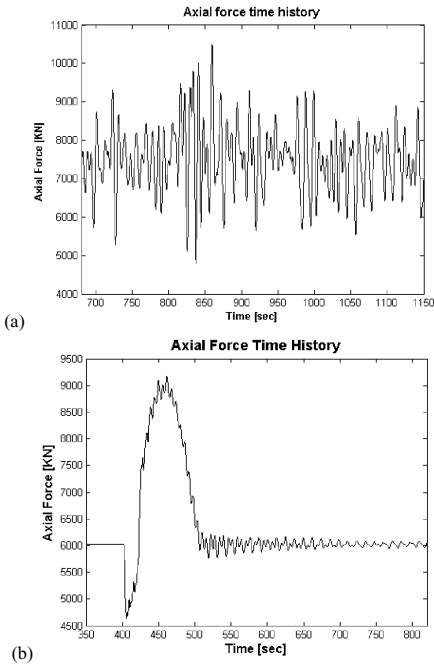 Axial force time history
11000
10000
9000
8000
7000
6000
5000
4000
Axial Force [KN]
700 750 800 850 900 950 1000 1050 1100 1150
Time [sec]
(a)
Axial Force Time History
9500
9000
8500
8000
7500
7000
6500
6000
5500
5000
4500
Axial Force [KN]
350 400 450 500 550 600 650 700 750 800
Time [sec]
(b)